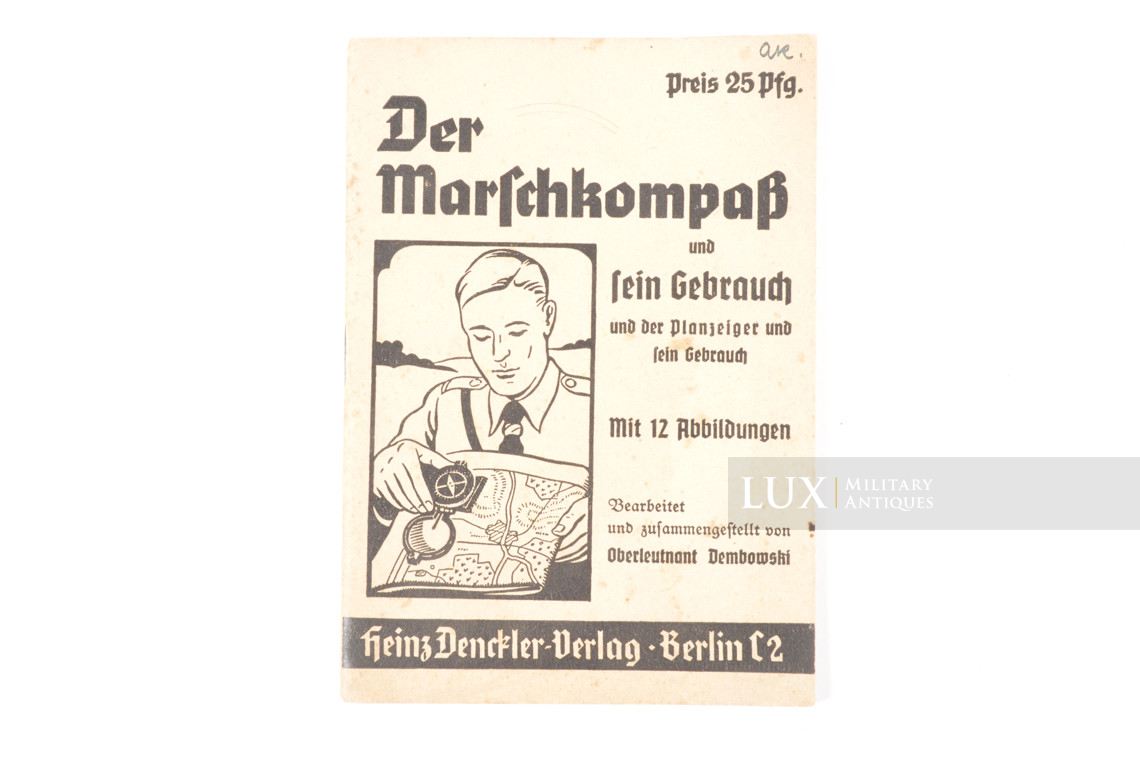 Preis 25 Pfg.
Der
Marſchkompaß
und
ſein Gebrauch
und der Planzeiger und
ſein Gebrauch
Mit 12 Abbildungen
Bearbeitet
und zuſammengeſtellt von
Oberleutnant Dembowski
Heinz Denckler-Verlag · Berlin C2
LUX MILITARY
ANTIQUES